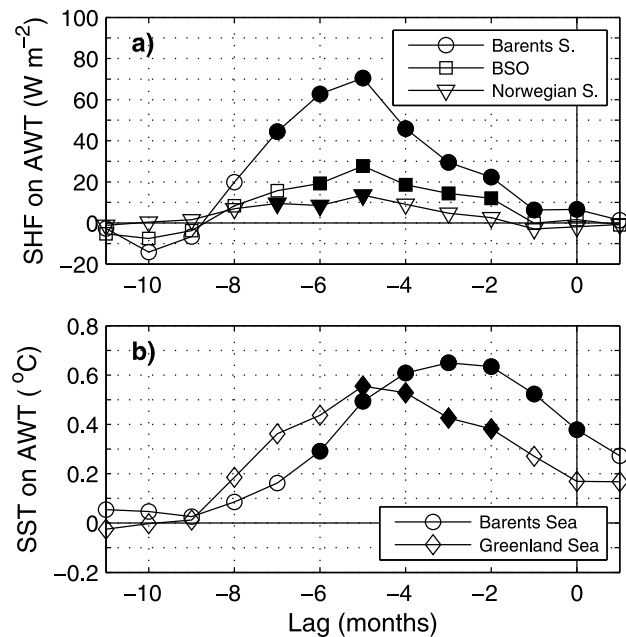 a)
SHF on AWT (W m−2)
100
80
60
40
20
0
−20
−10
−8
−6
−4
−2
0
Barents S.
BSO
Norwegian S.
b)
SST on AWT (°C)
0.8
0.6
0.4
0.2
0
−0.2
−10
−8
−6
−4
−2
0
Barents Sea
Greenland Sea
Lag (months)